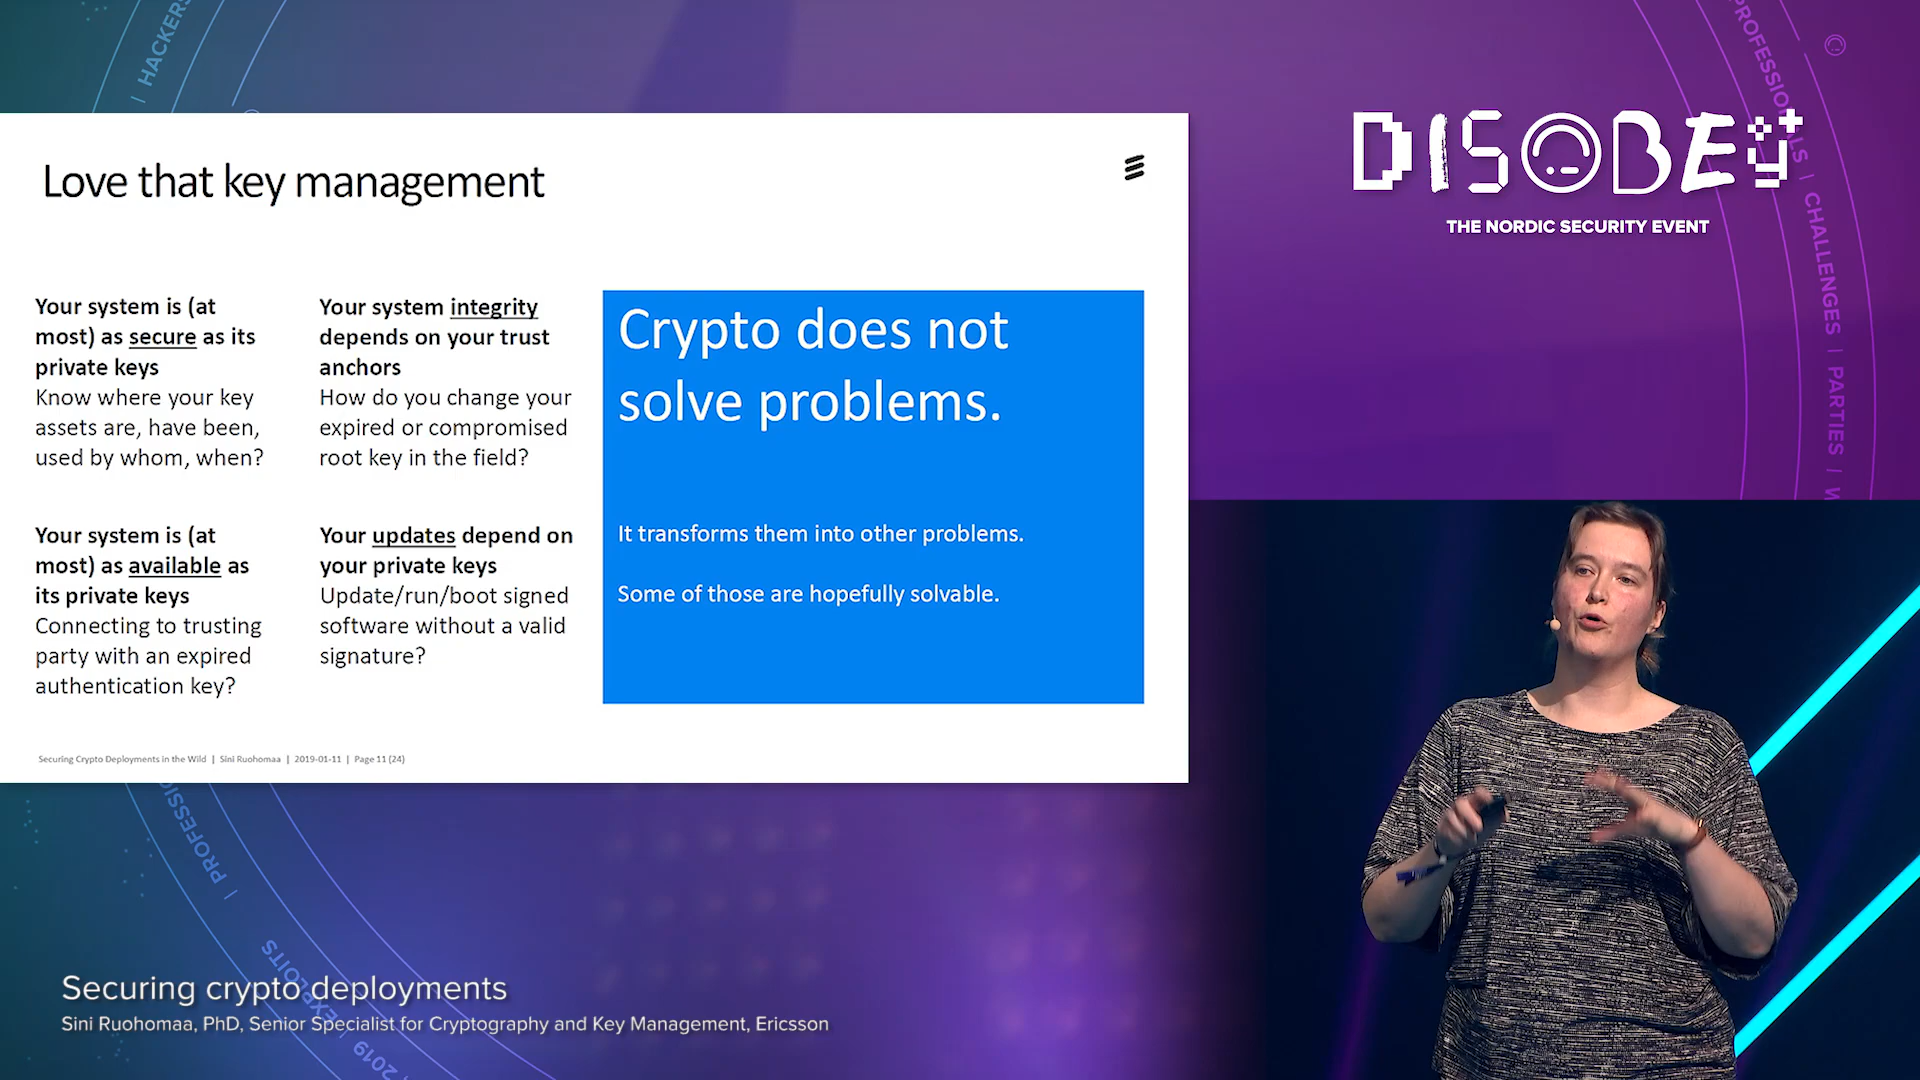 HACKERS
DISOBEY
THE NORDIC SECURITY EVENT
PROFESSIONALS | CHALLENGES | PARTIES /
Love that key management
Your system is (at
most) as secure as its
private keys
Know where your key
assets are, have been,
used by whom, when?
Your system is (at
most) as available as
its private keys
Connecting to trusting
party with an expired
authentication key?
Your system integrity
depends on your trust
anchors
How do you change your
expired or compromised
root key in the field?
Your updates depend on
your private keys
Update/run/boot signed
software without a valid
signature?
Crypto does not
solve problems.
It transforms them into other problems.
Some of those are hopefully solvable.
Securing Crypto Deployments in the Wild | Sini Ruohomaa | 2019-01-11 | Page 11 (24)
PROFESSI
EXPLOITS
2019
Securing crypto deployments
Sini Ruohomaa, PhD, Senior Specialist for Cryptography and Key Management, Ericsson